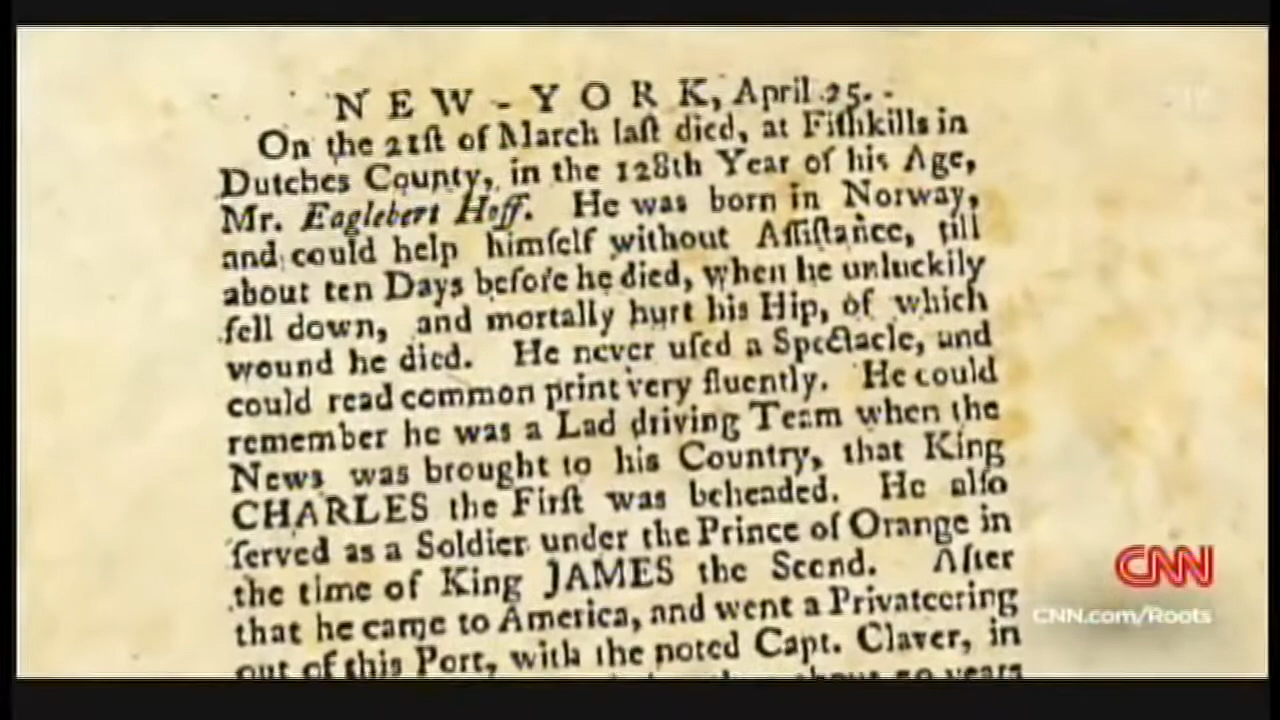 NEW-YORK, April 25.
On the 21ſt of March laſt died, at Fiſhkills in
Dutches County, in the 128th Year of his Age,
Mr. Eaglebert Hoff. He was born in Norway,
and could help himſelf without Aſſiſtance, till
about ten Days before he died, when he unluckily
fell down, and mortally hurt his Hip, of which
wound he died. He never uſed a Spectacle, und
could read common print very fluently. He could
remember he was a Lad driving Team when the
News was brought to his Country, that King
CHARLES the Firſt was beheaded. He alſo
ſerved as a Soldier under the Prince of Orange in
the time of King JAMES the Scend. After
that he came to America, and went a Privateering
out of this Port, with the noted Capt. Claver, in
about 50 years
CNN
CNN.com/Roots